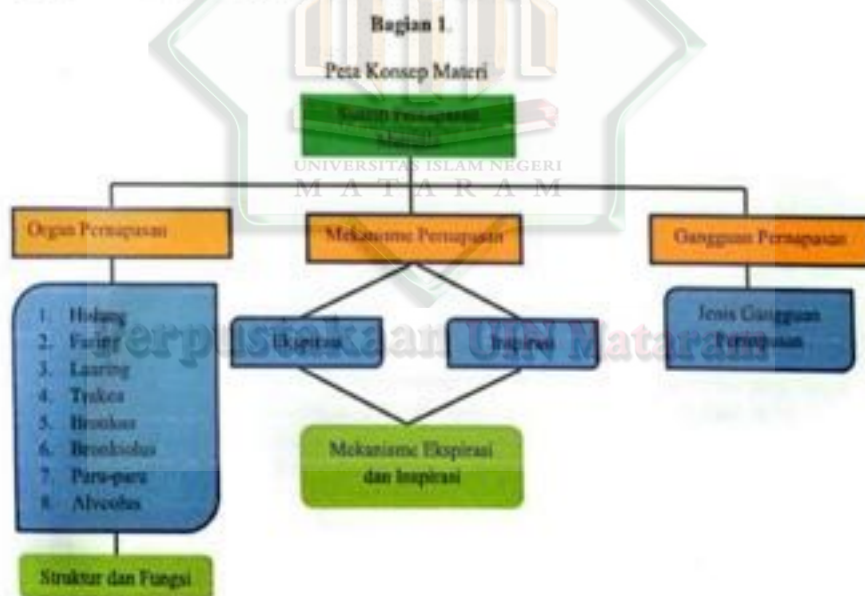 Bagian 1.
Peta Konsep Materi
Sistem Pernapasan
Manusia
UNIVERSITAS ISLAM NEGERI
M A T A R A M
Organ Pernapasan
Mekanisme Pernapasan
Gangguan Pernapasan
1. Hidung
2. Faring
3. Laaring
4. Trakea
5. Bronkus
6. Bronkiolus
7. Paru-paru
8. Alveolus
Ekspirasi
Inspirasi
Jenis Gangguan
Pernapasan
Perpustakaan UIN Mataram
Mekanisme Ekspirasi
dan Inspirasi
Struktur dan Fungsi